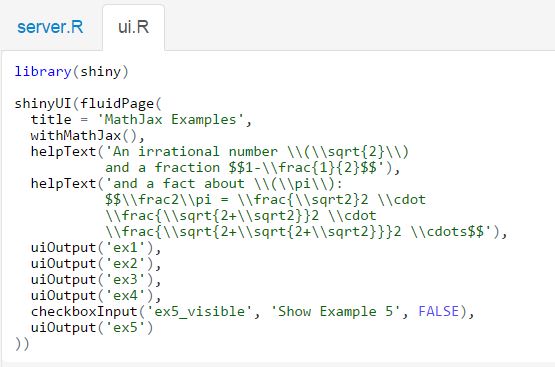 server.R ui.R
library(shiny)
shinyUI(fluidPage(
  title = 'MathJax Examples',
  withMathJax(),
  helpText('An irrational number \\(\\sqrt{2}\\)
           and a fraction $$1-\\frac{1}{2}$$'),
  helpText('and a fact about \\(\\pi\\):
           $$\\frac2\\pi = \\frac{\\sqrt2}2 \\cdot
           \\frac{\\sqrt{2+\\sqrt2}}2 \\cdot
           \\frac{\\sqrt{2+\\sqrt{2+\\sqrt2}}}2 \\cdots$$'),
  uiOutput('ex1'),
  uiOutput('ex2'),
  uiOutput('ex3'),
  uiOutput('ex4'),
  checkboxInput('ex5_visible', 'Show Example 5', FALSE),
  uiOutput('ex5')
))